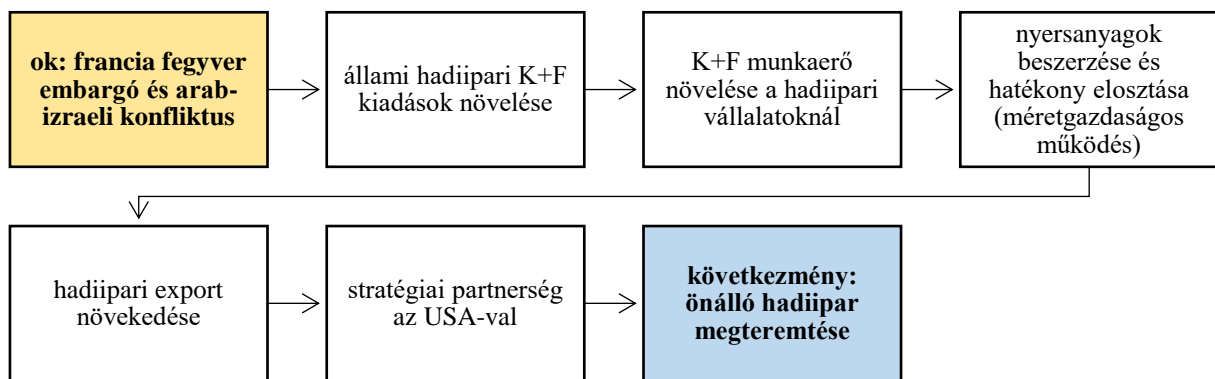 ok: francia fegyver
embargó és arab-
izraeli konfliktus
állami hadiipari K+F
kiadások növelése
K+F munkaerő
növelése a hadiipari
vállalatoknál
nyersanyagok
beszerzése és
hatékony elosztása
(méretgazdaságos
működés)
hadiipari export
növekedése
stratégiai partnerség
az USA-val
következmény:
önálló hadiipar
megteremtése